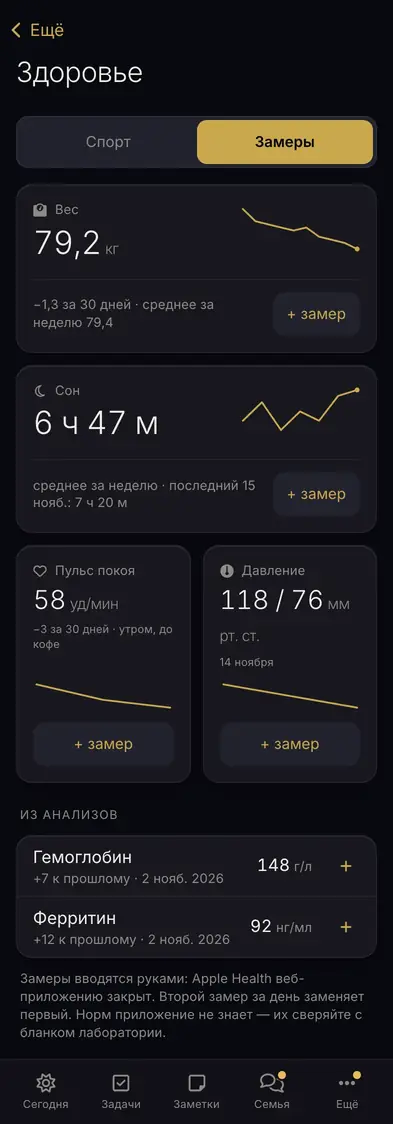 Ещё
Здоровье
Спорт
Замеры
Вес
79,2 кг
−1,3 за 30 дней · среднее за
неделю 79,4
+ замер
Сон
6 ч 47 м
среднее за неделю · последний 15
нояб.: 7 ч 20 м
+ замер
Пульс покоя
58 уд/мин
−3 за 30 дней · утром, до
кофе
+ замер
Давление
118 / 76 мм
рт. ст.
14 ноября
+ замер
ИЗ АНАЛИЗОВ
Гемоглобин
+7 к прошлому · 2 нояб. 2026
148 г/л
+
Ферритин
+12 к прошлому · 2 нояб. 2026
92 нг/мл
+
Замеры вводятся руками: Apple Health веб-
приложению закрыт. Второй замер за день заменяет
первый. Норм приложение не знает — их сверяйте с
бланком лаборатории.
Сегодня
Задачи
Заметки
Семья
Ещё